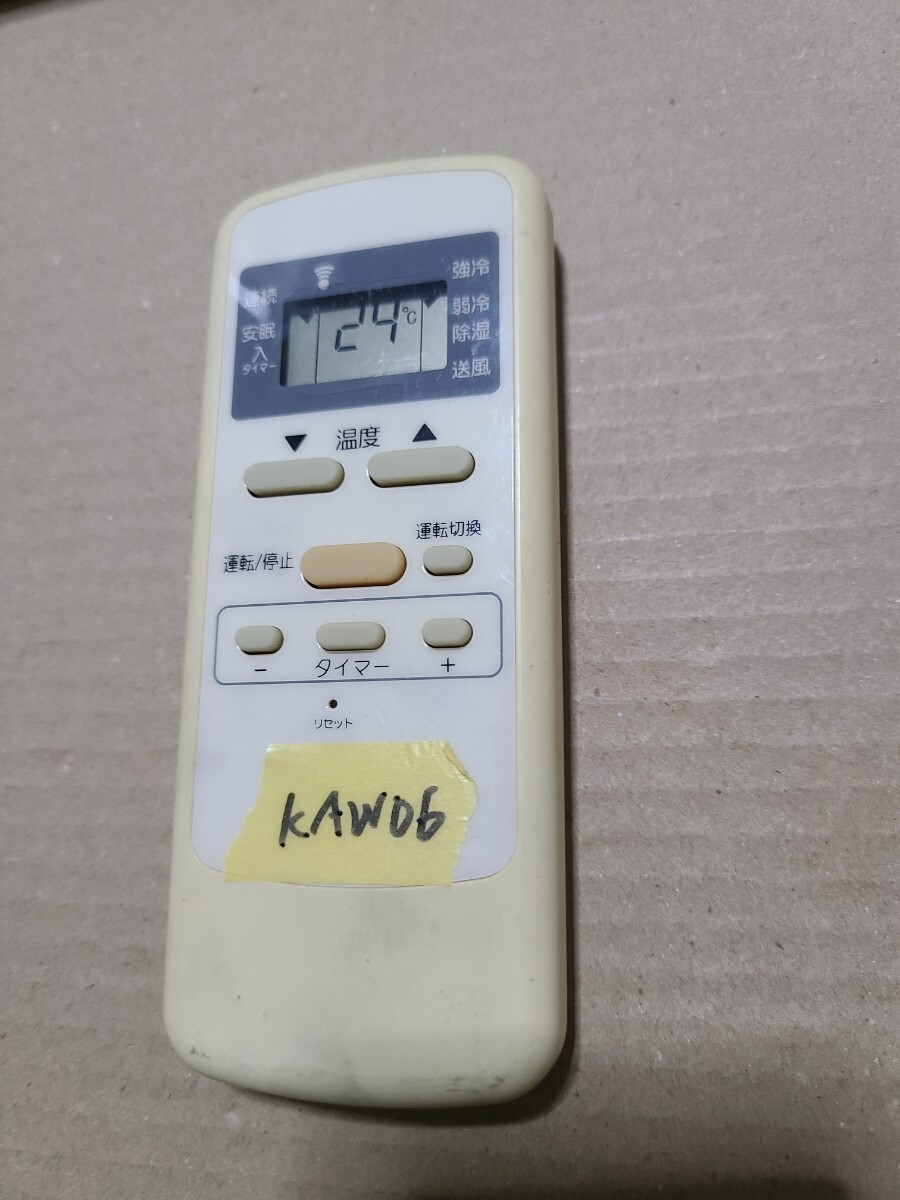 連続
安眠
入
タイマー
24℃
強冷
弱冷
除湿
送風
▼ 温度 ▲
運転切換
運転/停止
− タイマー +
リセット
KAW06